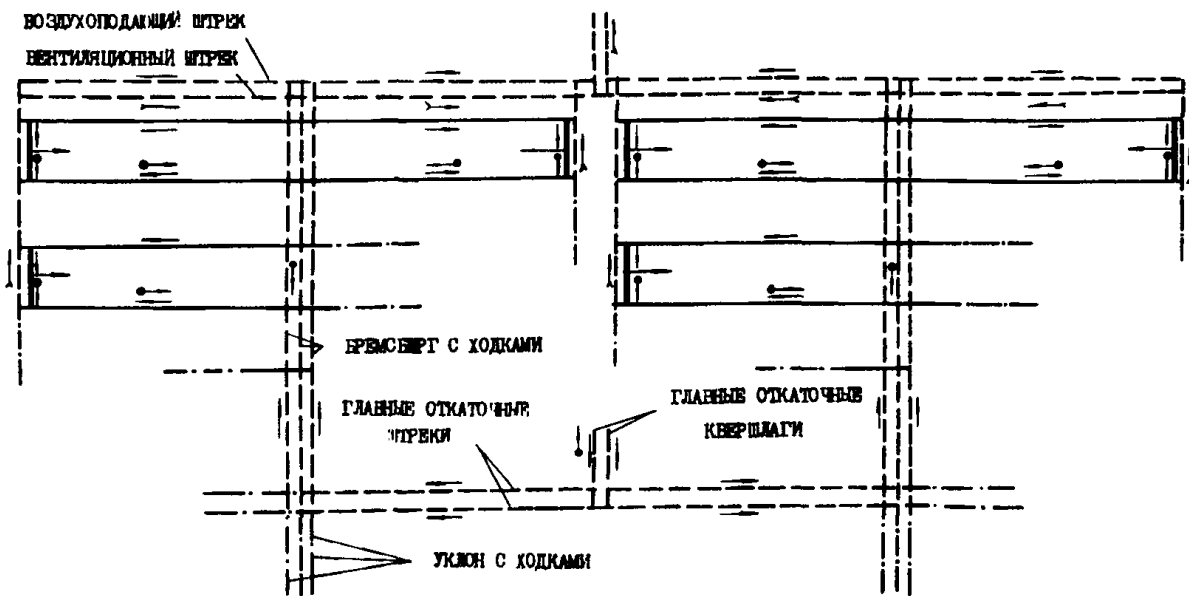 ВОЗДУХОПОДАЮЩИЙ ШТРЕК
ВЕНТИЛЯЦИОННЫЙ ШТРЕК
БРЕМСБЕРГ С ХОДКАМИ
ГЛАВНЫЕ ОТКАТОЧНЫЕ
ШТРЕКИ
ГЛАВНЫЕ ОТКАТОЧНЫЕ
КВЕРШЛАГИ
УКЛОН С ХОДКАМИ